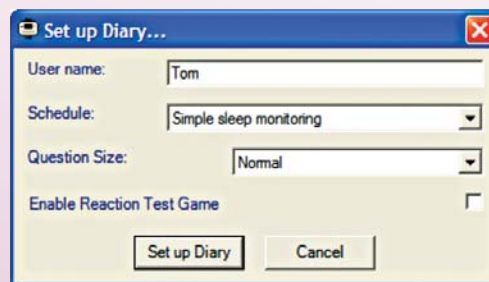 Set up Diary...
User name: Tom
Schedule: Simple sleep monitoring
Question Size: Normal
Enable Reaction Test Game
Set up Diary Cancel